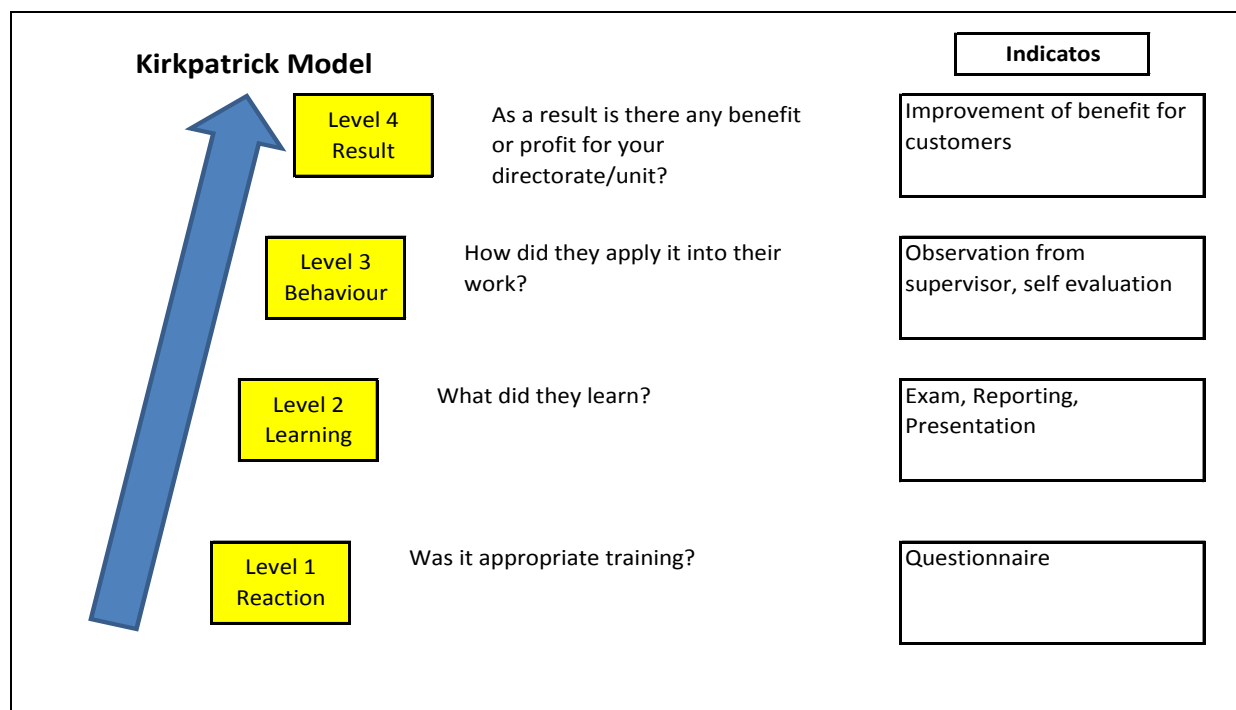 Kirkpatrick Model
Indicatos
Level 4
Result
As a result is there any benefit
or profit for your
directorate/unit?
Improvement of benefit for
customers
Level 3
Behaviour
How did they apply it into their
work?
Observation from
supervisor, self evaluation
Level 2
Learning
What did they learn?
Exam, Reporting,
Presentation
Level 1
Reaction
Was it appropriate training?
Questionnaire